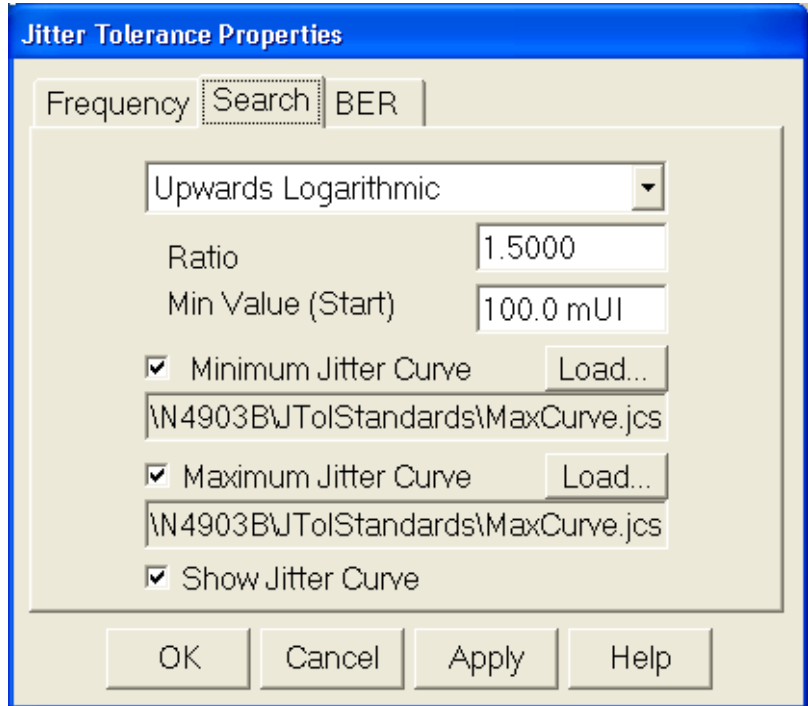 Jitter Tolerance Properties
Frequency Search BER
Upwards Logarithmic
Ratio 1.5000
Min Value (Start) 100.0 mUI
Minimum Jitter Curve Load...
\N4903B\JTolStandards\MaxCurve.jcs
Maximum Jitter Curve Load...
\N4903B\JTolStandards\MaxCurve.jcs
Show Jitter Curve
OK Cancel Apply Help